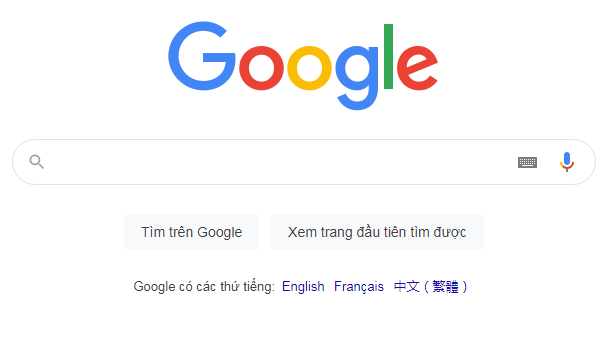 Google
Tìm trên Google Xem trang đầu tiên tìm được
Google có các thứ tiếng: English Français 中文 ( 繁體 )